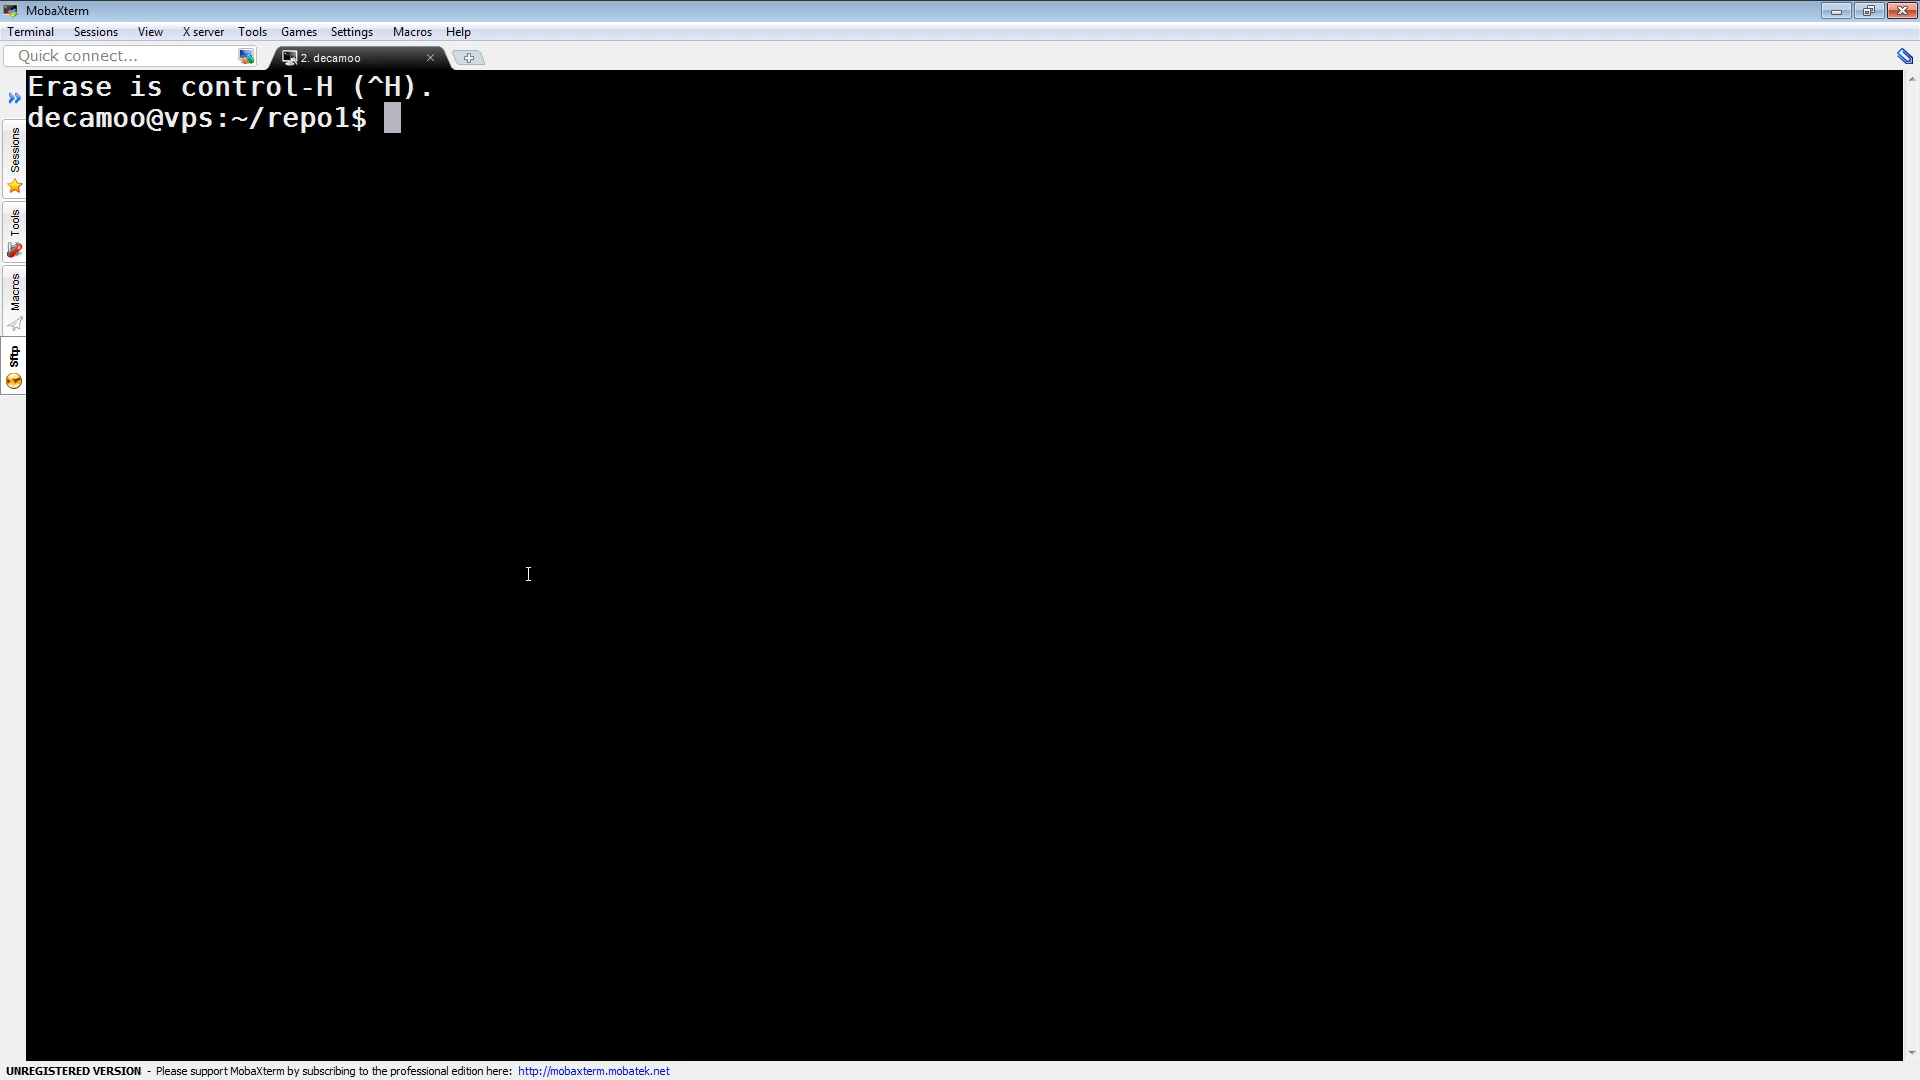 MobaXterm
Terminal Sessions View X server Tools Games Settings Macros Help
Quick connect...
2. decamoo
Erase is control-H (^H).
decamoo@vps:~/repo1$
Sessions
Tools
Macros
Sftp
UNREGISTERED VERSION - Please support MobaXterm by subscribing to the professional edition here: http://mobaxterm.mobatek.net